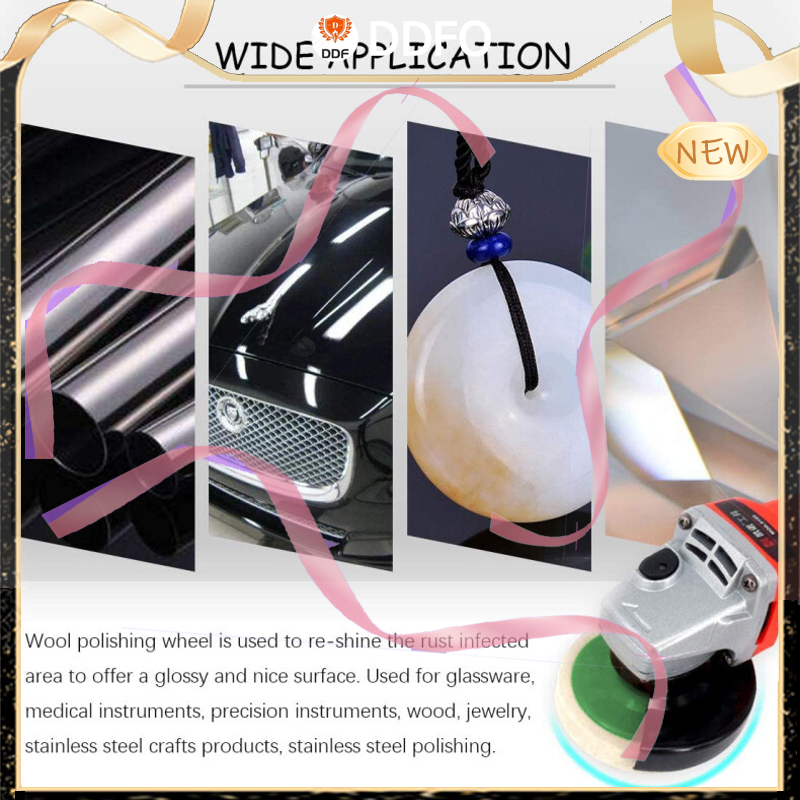 DDFO
DDF
WIDE APPLICATION
NEW
Wool polishing wheel is used to re-shine the rust infected
area to offer a glossy and nice surface. Used for glassware,
medical instruments, precision instruments, wood, jewelry,
stainless steel crafts products, stainless steel polishing.